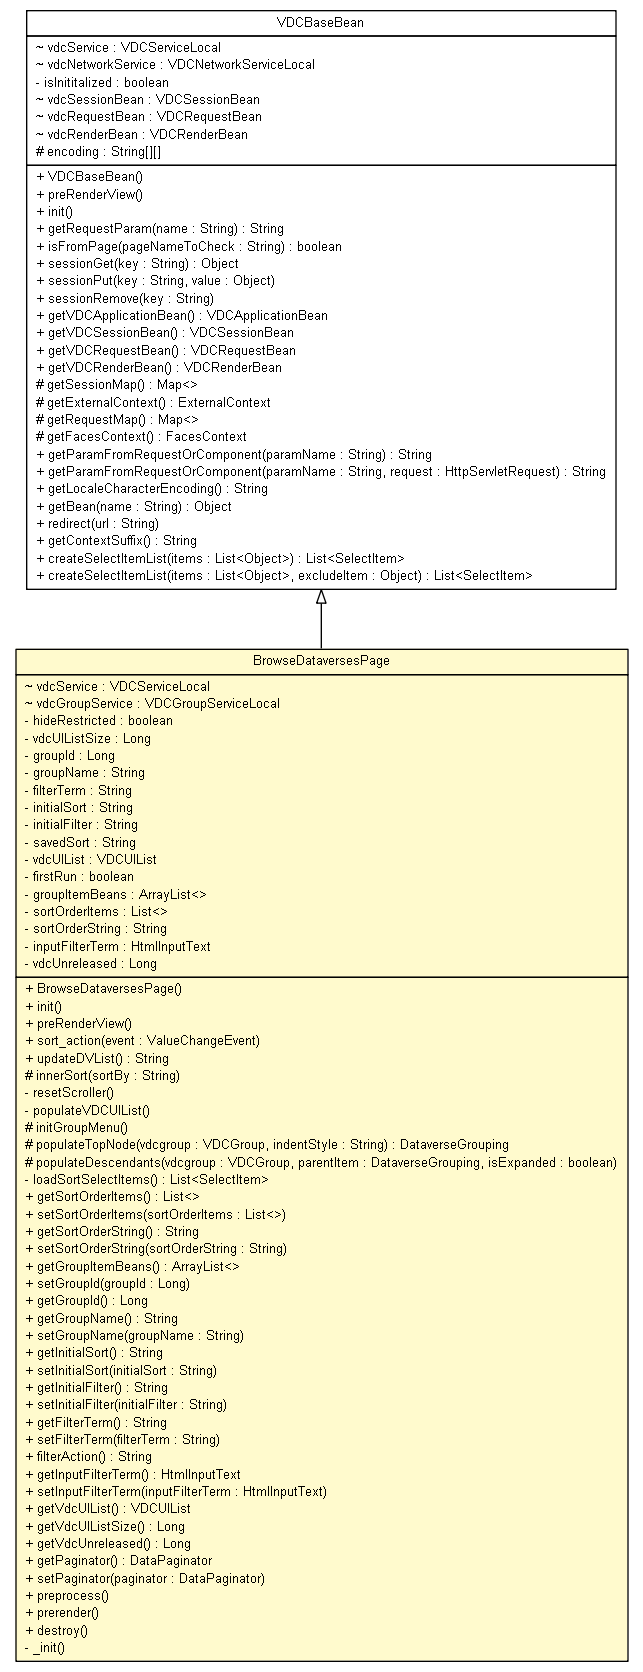 VDCBaseBean
~ vdcService : VDCServiceLocal
~ vdcNetworkService : VDCNetworkServiceLocal
- isInititalized : boolean
~ vdcSessionBean : VDCSessionBean
~ vdcRequestBean : VDCRequestBean
~ vdcRenderBean : VDCRenderBean
# encoding : String[][]
+ VDCBaseBean()
+ preRenderView()
+ init()
+ getRequestParam(name : String) : String
+ isFromPage(pageNameToCheck : String) : boolean
+ sessionGet(key : String) : Object
+ sessionPut(key : String, value : Object)
+ sessionRemove(key : String)
+ getVDCApplicationBean() : VDCApplicationBean
+ getVDCSessionBean() : VDCSessionBean
+ getVDCRequestBean() : VDCRequestBean
+ getVDCRenderBean() : VDCRenderBean
# getSessionMap() : Map<>
# getExternalContext() : ExternalContext
# getRequestMap() : Map<>
# getFacesContext() : FacesContext
+ getParamFromRequestOrComponent(paramName : String) : String
+ getParamFromRequestOrComponent(paramName : String, request : HttpServletRequest) : String
+ getLocaleCharacterEncoding() : String
+ getBean(name : String) : Object
+ redirect(url : String)
+ getContextSuffix() : String
+ createSelectItemList(items : List<Object>) : List<SelectItem>
+ createSelectItemList(items : List<Object>, excludeItem : Object) : List<SelectItem>
BrowseDataversesPage
~ vdcService : VDCServiceLocal
~ vdcGroupService : VDCGroupServiceLocal
- hideRestricted : boolean
- vdcUIListSize : Long
- groupId : Long
- groupName : String
- filterTerm : String
- initialSort : String
- initialFilter : String
- savedSort : String
- vdcUIList : VDCUIList
- firstRun : boolean
- groupItemBeans : ArrayList<>
- sortOrderItems : List<>
- sortOrderString : String
- inputFilterTerm : HtmlInputText
- vdcUnreleased : Long
+ BrowseDataversesPage()
+ init()
+ preRenderView()
+ sort_action(event : ValueChangeEvent)
+ updateDVList() : String
# innerSort(sortBy : String)
- resetScroller()
- populateVDCUIList()
# initGroupMenu()
# populateTopNode(vdcgroup : VDCGroup, indentStyle : String) : DataverseGrouping
# populateDescendants(vdcgroup : VDCGroup, parentItem : DataverseGrouping, isExpanded : boolean)
- loadSortSelectItems() : List<SelectItem>
+ getSortOrderItems() : List<>
+ setSortOrderItems(sortOrderItems : List<>)
+ getSortOrderString() : String
+ setSortOrderString(sortOrderString : String)
+ getGroupItemBeans() : ArrayList<>
+ setGroupId(groupId : Long)
+ getGroupId() : Long
+ getGroupName() : String
+ setGroupName(groupName : String)
+ getInitialSort() : String
+ setInitialSort(initialSort : String)
+ getInitialFilter() : String
+ setInitialFilter(initialFilter : String)
+ getFilterTerm() : String
+ setFilterTerm(filterTerm : String)
+ filterAction() : String
+ getInputFilterTerm() : HtmlInputText
+ setInputFilterTerm(inputFilterTerm : HtmlInputText)
+ getVdcUIList() : VDCUIList
+ getVdcUIListSize() : Long
+ getVdcUnreleased() : Long
+ getPaginator() : DataPaginator
+ setPaginator(paginator : DataPaginator)
+ preprocess()
+ prerender()
+ destroy()
- _init()